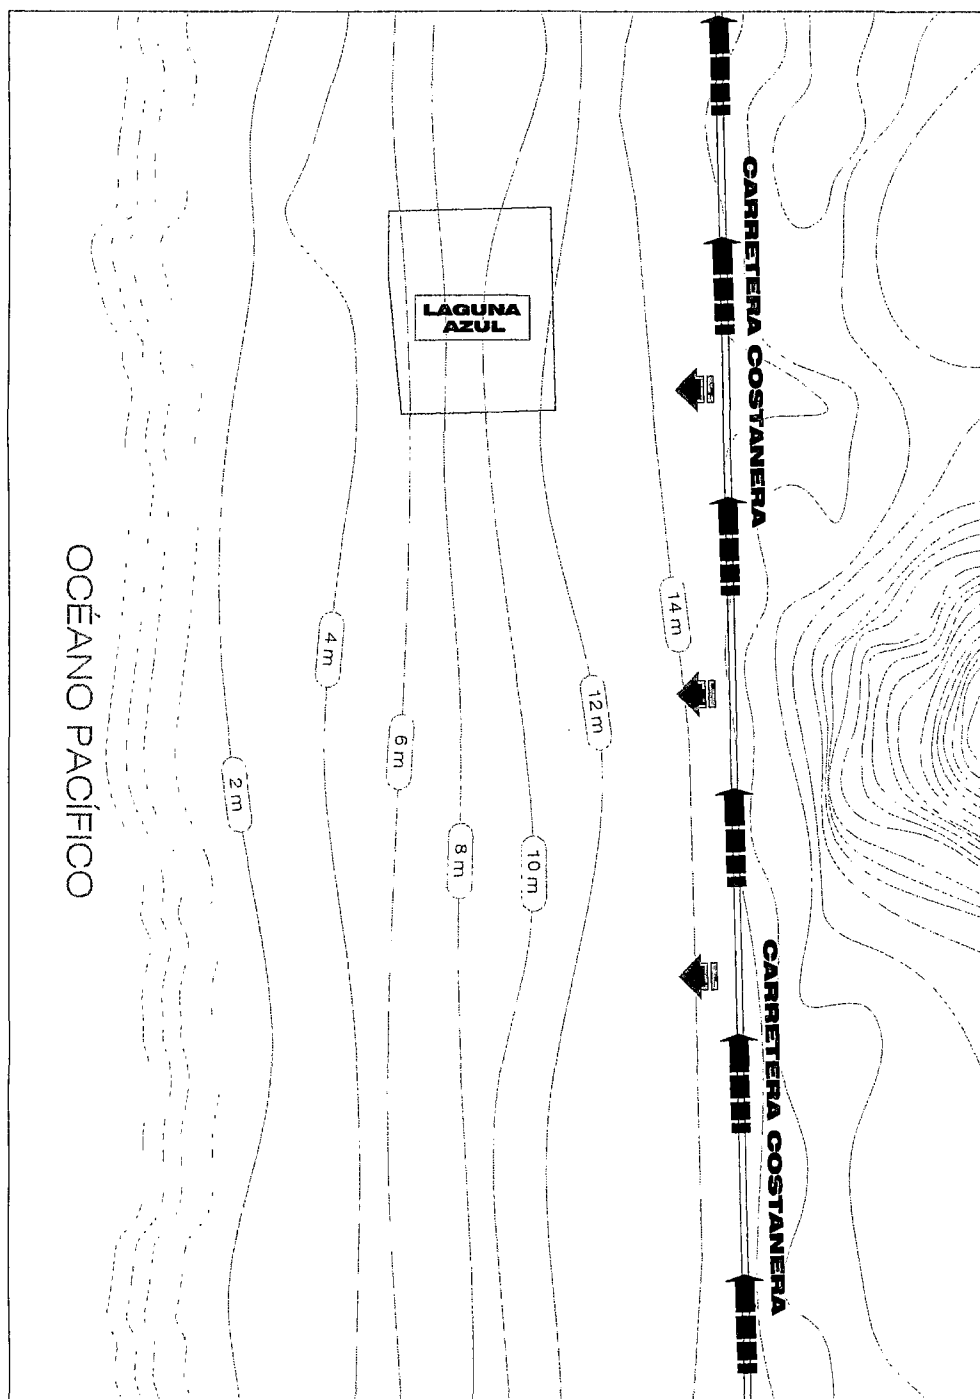 CARRETERA COSTANERA
CARRETERA COSTANERA
LAGUNA
AZUL
14 m
12 m
10 m
8 m
6 m
4 m
2 m
OCÉANO PACÍFICO